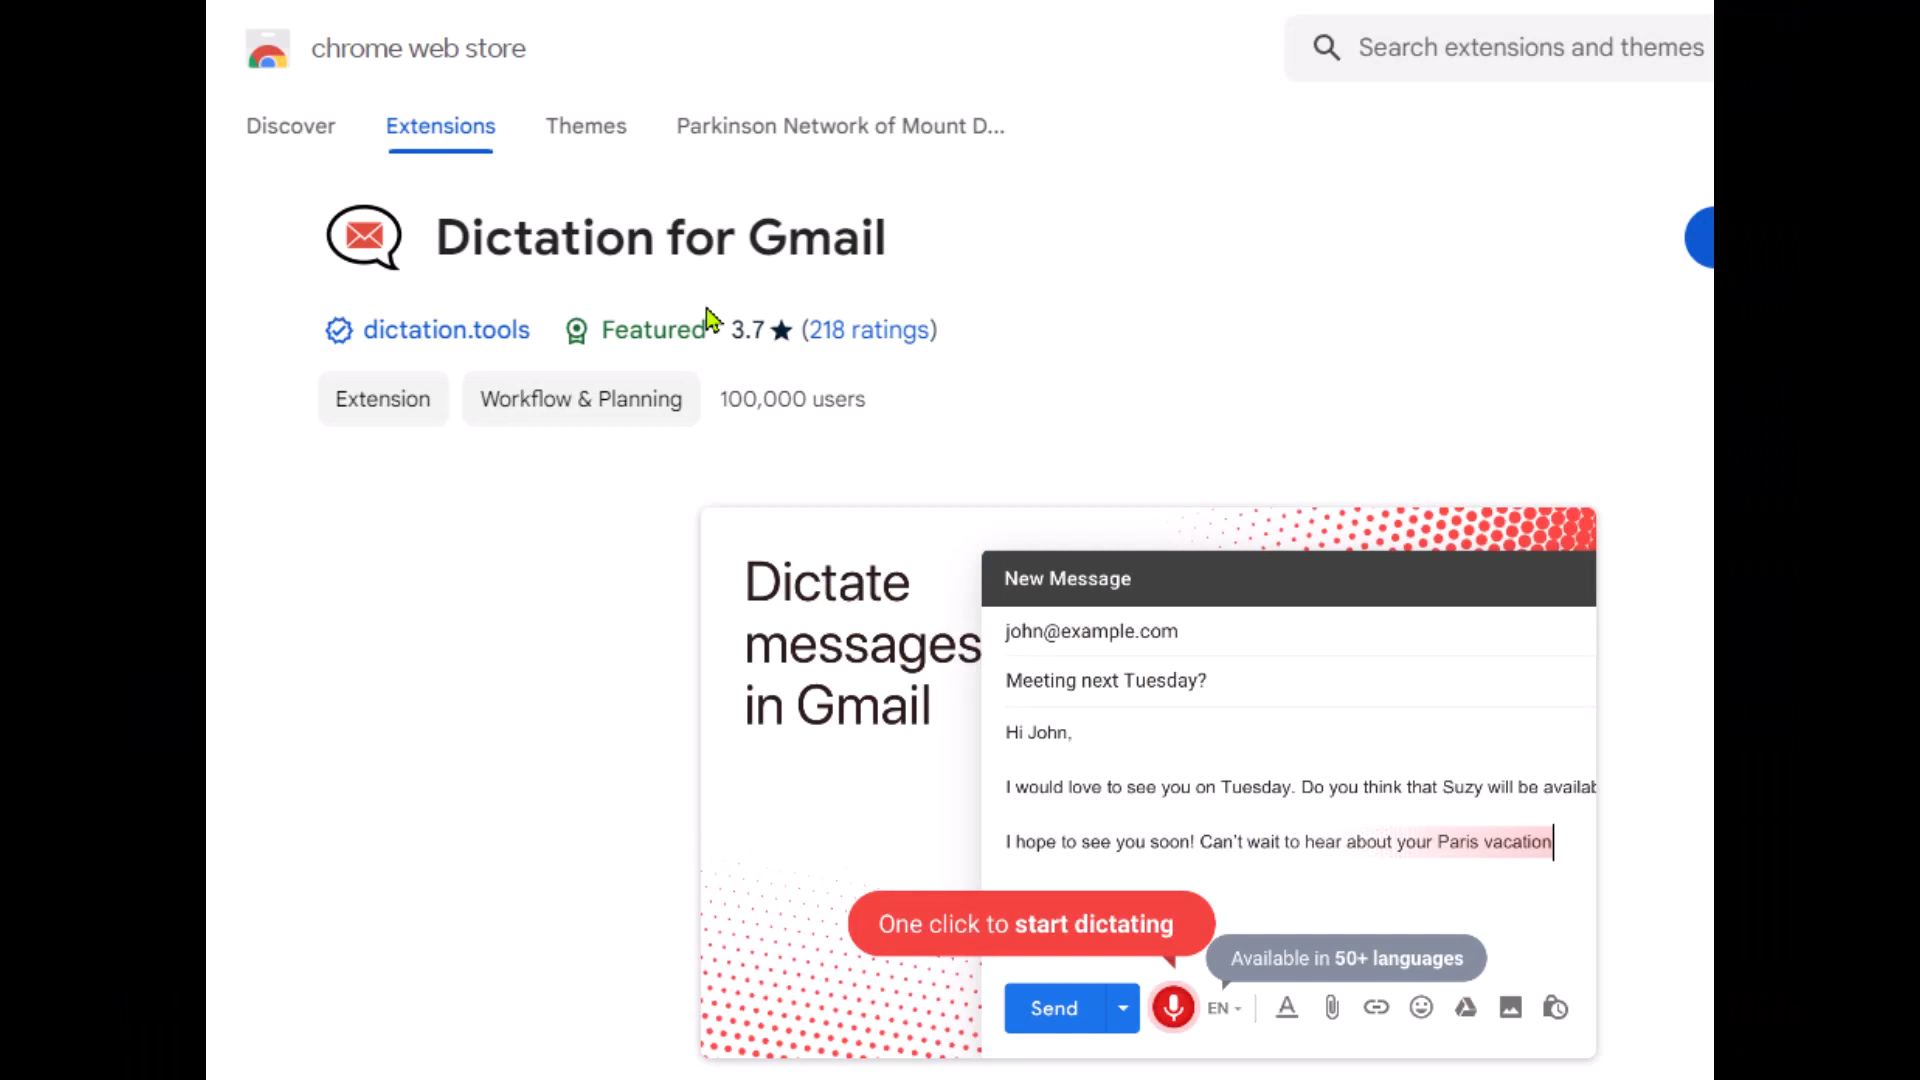 chrome web store
Search extensions and themes
Discover Extensions Themes Parkinson Network of Mount D...
Dictation for Gmail
dictation.tools Featured 3.7★ (218 ratings)
Extension Workflow & Planning 100,000 users
Dictate
messages
in Gmail
New Message
john@example.com
Meeting next Tuesday?
Hi John,
I would love to see you on Tuesday. Do you think that Suzy will be availab
I hope to see you soon! Can't wait to hear about your Paris vacation
One click to start dictating
Available in 50+ languages
Send EN